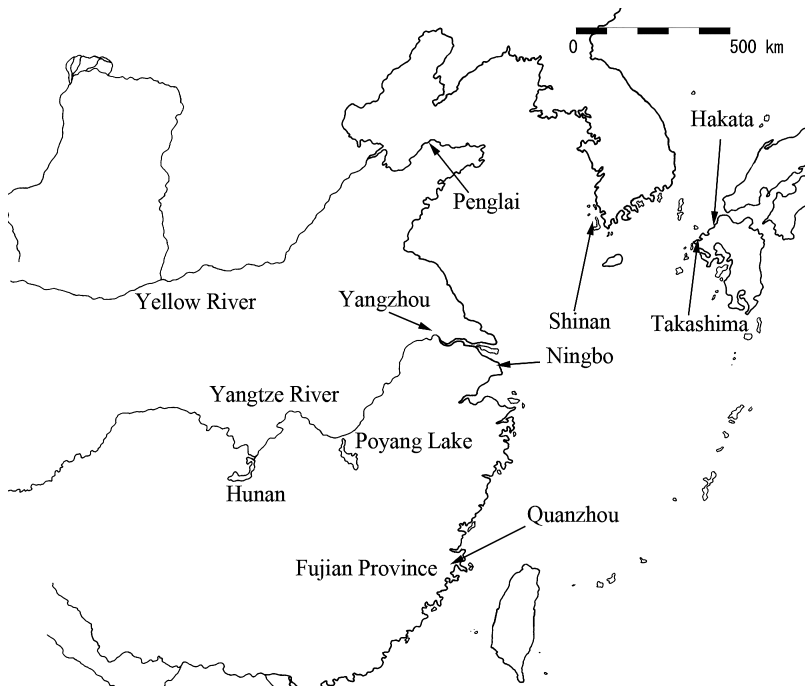 0 500 km
Hakata
Penglai
Yellow River
Yangzhou
Shinan
Takashima
Ningbo
Yangtze River
Poyang Lake
Hunan
Quanzhou
Fujian Province